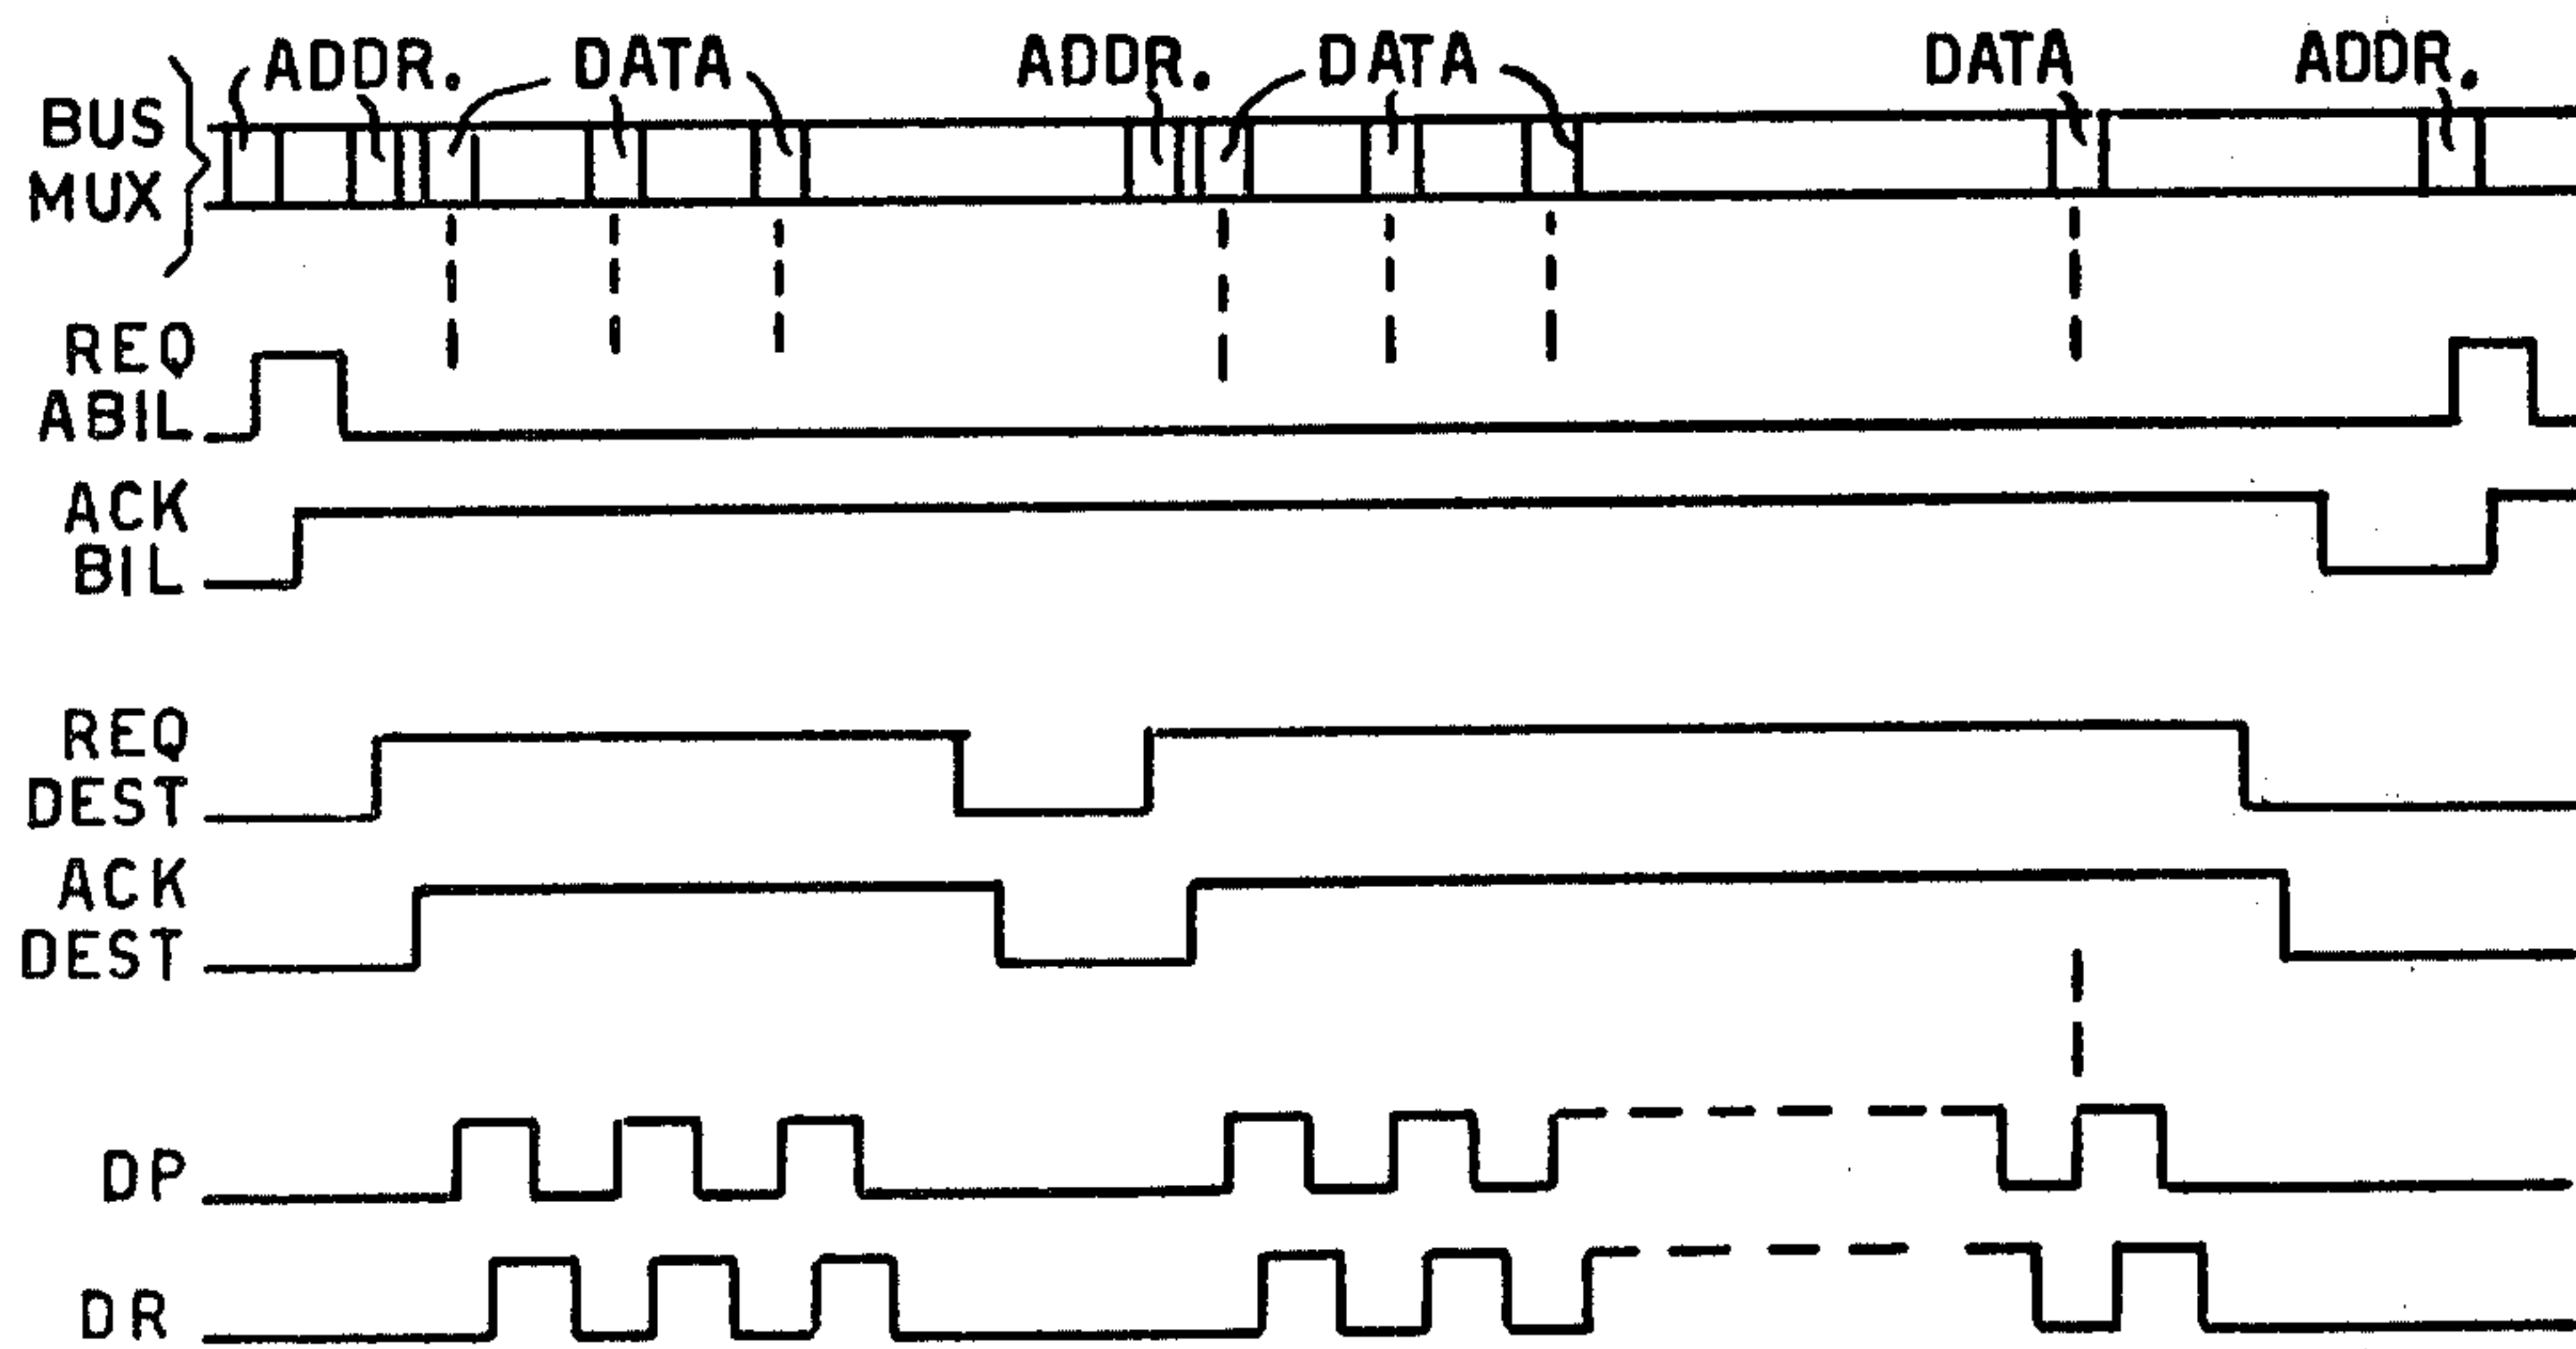 ADDR. DATA ADDR. DATA DATA ADDR.
BUS
MUX
REQ
ABIL
ACK
BIL
REQ
DEST
ACK
DEST
DP
DR